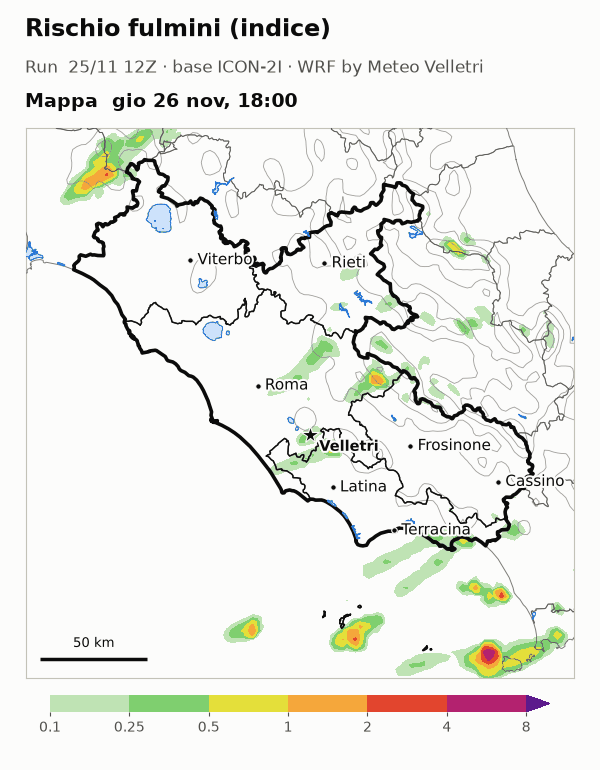 Rischio fulmini (indice)
Run  25/11 12Z · base ICON-2I · WRF by Meteo Velletri
Mappa  gio 26 nov, 18:00
Viterbo
Rieti
Roma
Velletri
Frosinone
Cassino
Latina
Terracina
50 km
0.1 0.25 0.5 1 2 4 8